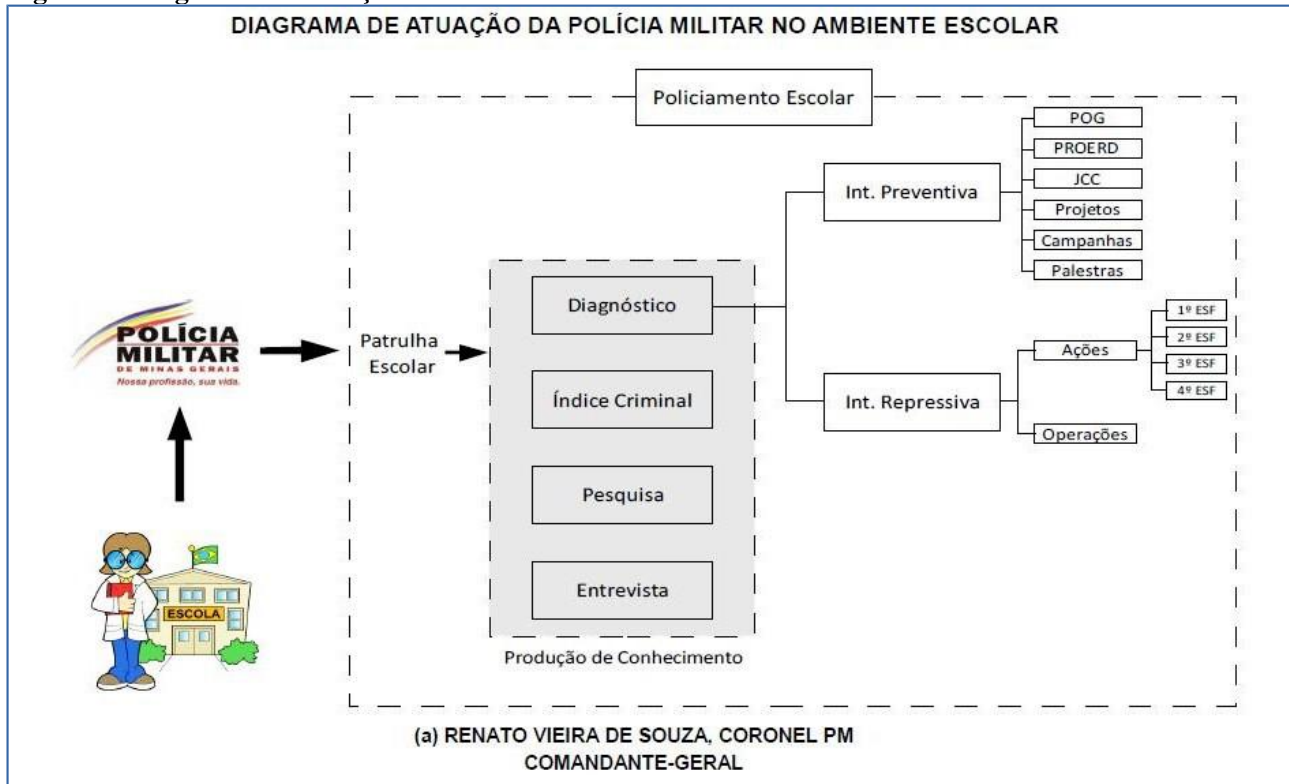 DIAGRAMA DE ATUAÇÃO DA POLÍCIA MILITAR NO AMBIENTE ESCOLAR
Policiamento Escolar
POG
PROERD
JCC
Projetos
Campanhas
Palestras
Int. Preventiva
Diagnóstico
Índice Criminal
Pesquisa
Entrevista
Produção de Conhecimento
Patrulha
Escolar
POLÍCIA
MILITAR
DE MINAS GERAIS
Nossa profissão, sua vida.
Int. Repressiva
Ações
1º ESF
2º ESF
3º ESF
4º ESF
Operações
ESCOLA
(a) RENATO VIEIRA DE SOUZA, CORONEL PM
COMANDANTE-GERAL